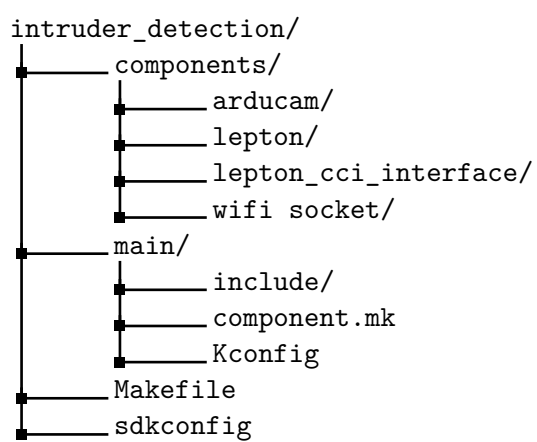 intruder_detection/
components/
arducam/
lepton/
lepton_cci_interface/
wifi socket/
main/
include/
component.mk
Kconfig
Makefile
sdkconfig